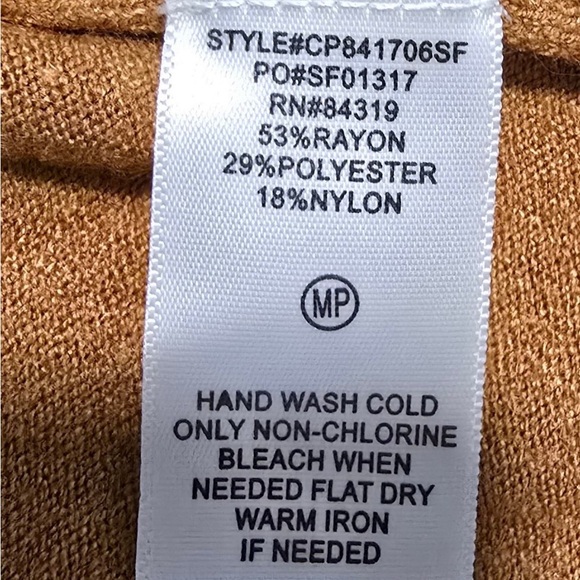 STYLE#CP841706SF
PO#SF01317
RN#84319
53%RAYON
29%POLYESTER
18%NYLON
MP
HAND WASH COLD
ONLY NON-CHLORINE
BLEACH WHEN
NEEDED FLAT DRY
WARM IRON
IF NEEDED